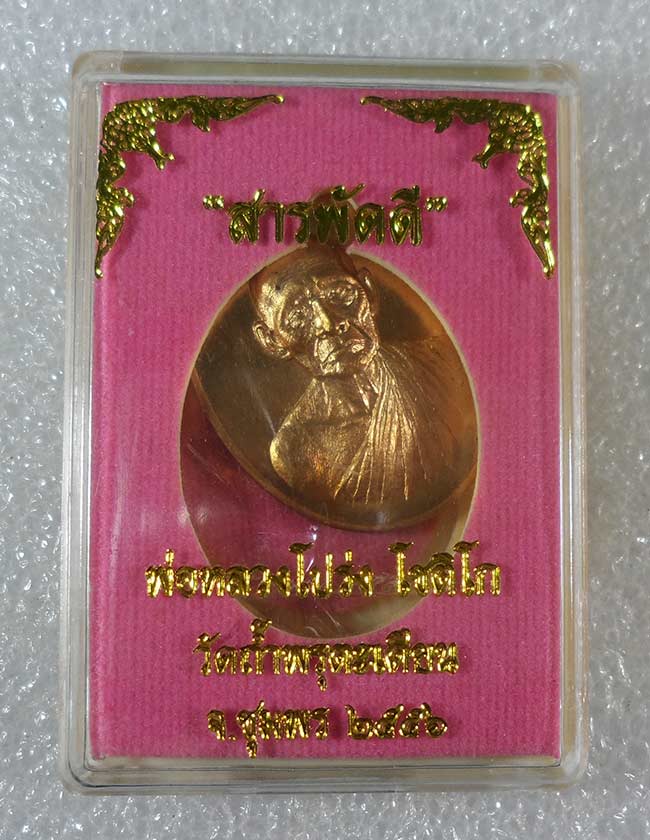 "สารพัดดี"
พ่อหลวงโปร่ง โชติโก
วัดถ้ำพรุตะเคียน
จ.ชุมพร ๒๕๕๖